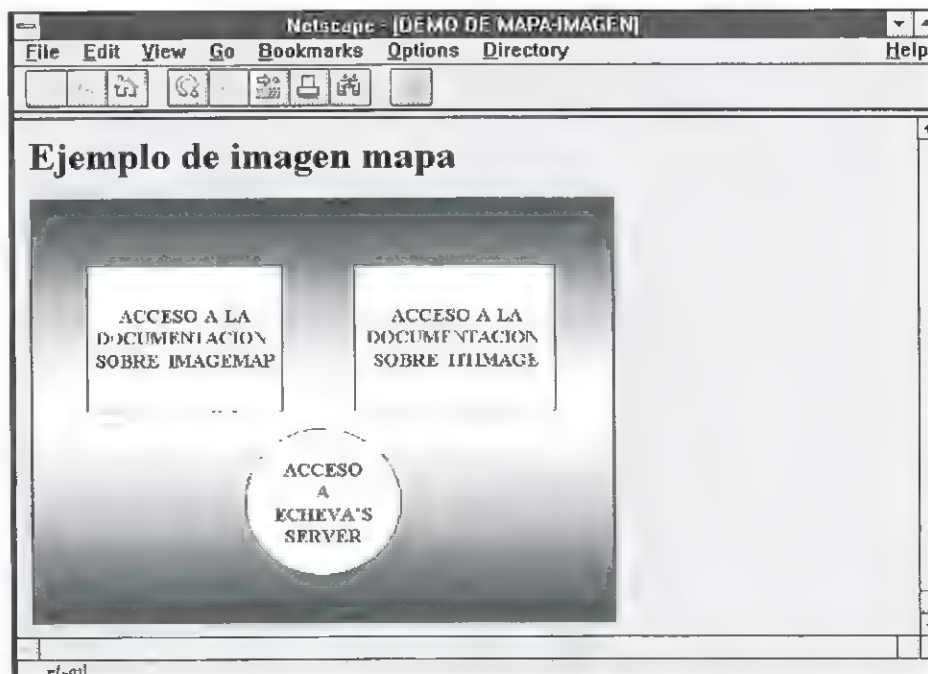 Netscape - [DEMO DE MAPA-IMAGEN]
File Edit View Go Bookmarks Options Directory Help
Ejemplo de imagen mapa
ACCESO A LA
DOCUMENTACION
SOBRE IMAGEMAP
ACCESO A LA
DOCUMENTACION
SOBRE HTIMAGE
ACCESO
A
ECHEVA'S
SERVER